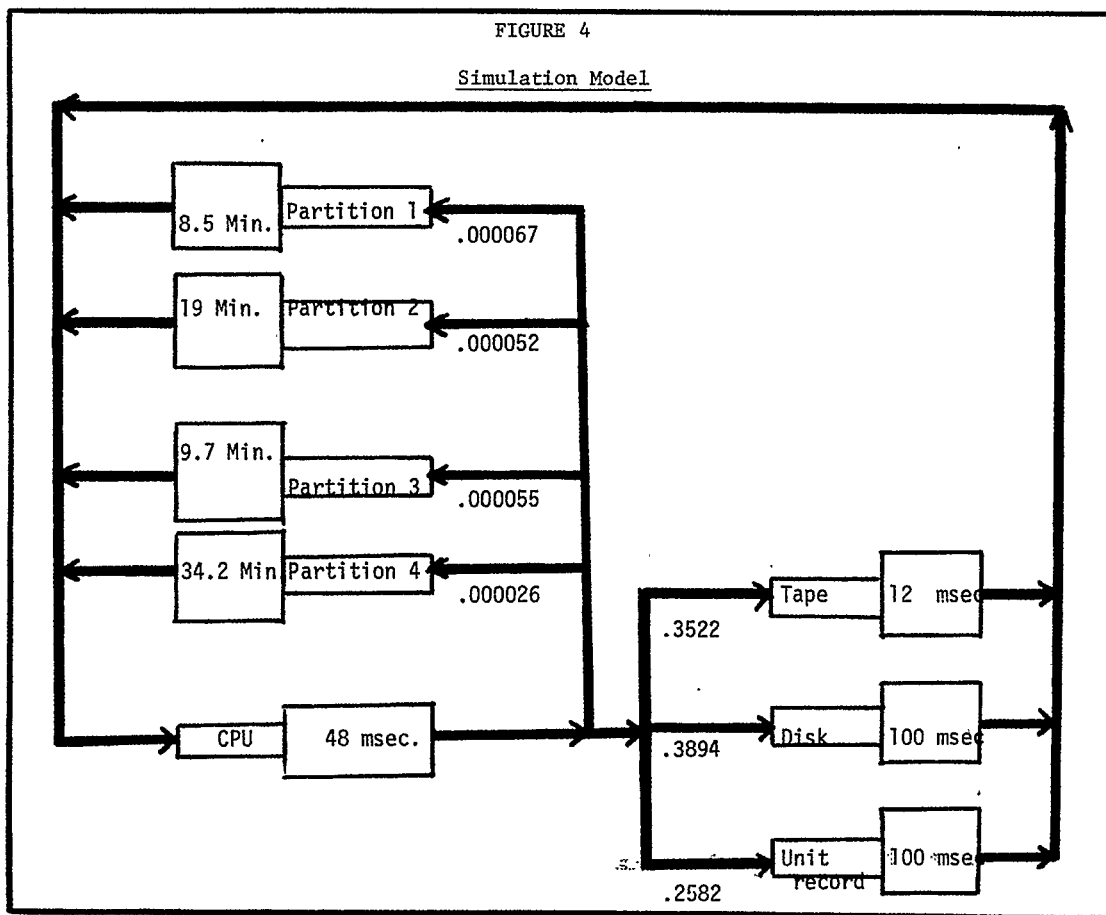 FIGURE 4
Simulation Model
8.5 Min.
Partition 1
.000067
19 Min.
Partition 2
.000052
9.7 Min.
Partition 3
.000055
34.2 Min
Partition 4
.000026
CPU
48 msec.
Tape
12 msec
.3522
Disk
100 msec
.3894
Unit
record
100 mse
.2582